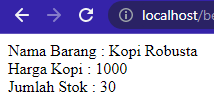 localhost/be
Nama Barang : Kopi Robusta
Harga Kopi : 1000
Jumlah Stok : 30